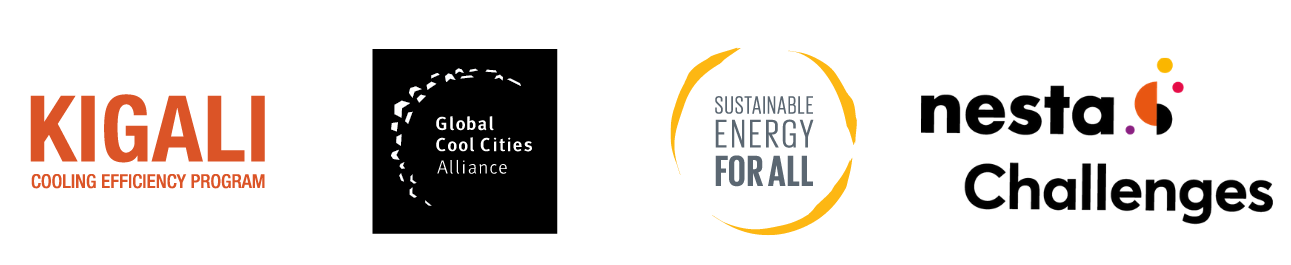 KIGALI
COOLING EFFICIENCY PROGRAM
Global
Cool Cities
Alliance
SUSTAINABLE
ENERGY
FOR ALL
nesta
Challenges